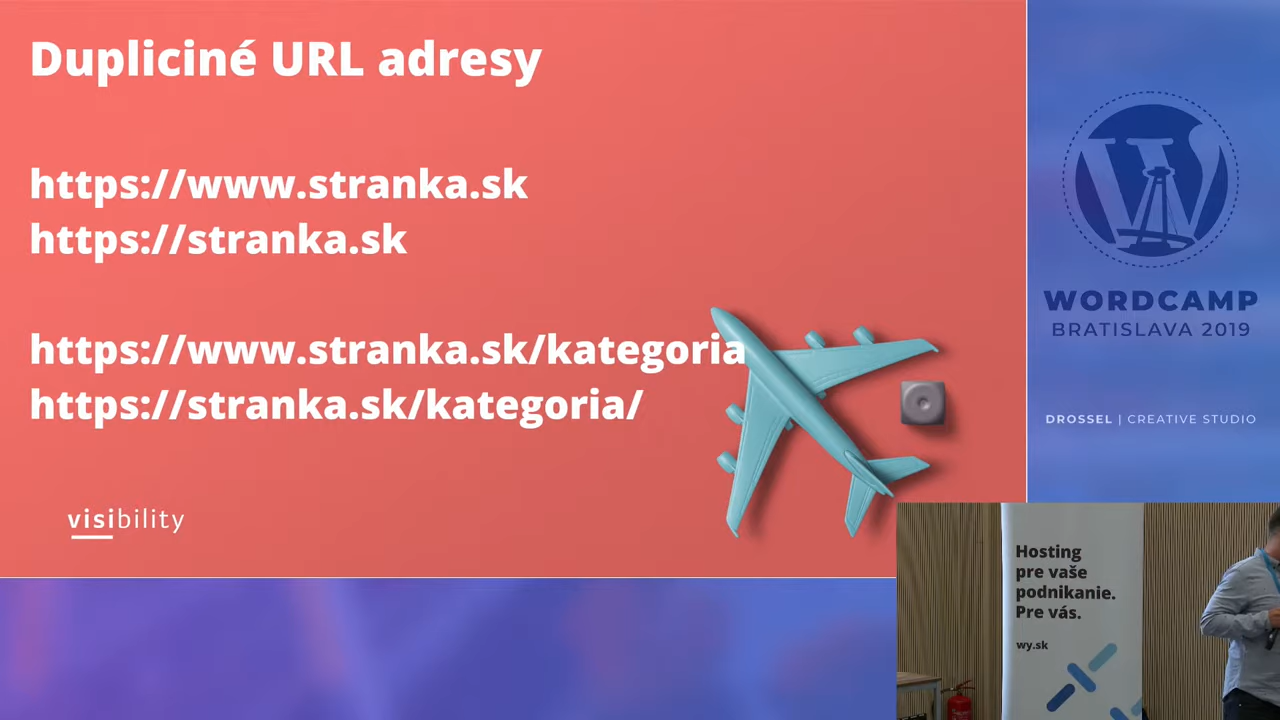 Dupliciné URL adresy
https://www.stranka.sk
https://stranka.sk
https://www.stranka.sk/kategoria
https://stranka.sk/kategoria/
visibility
WORDCAMP
BRATISLAVA 2019
DROSSEL | CREATIVE STUDIO
Hosting
pre vaše
podnikanie.
Pre vás.
wy.sk